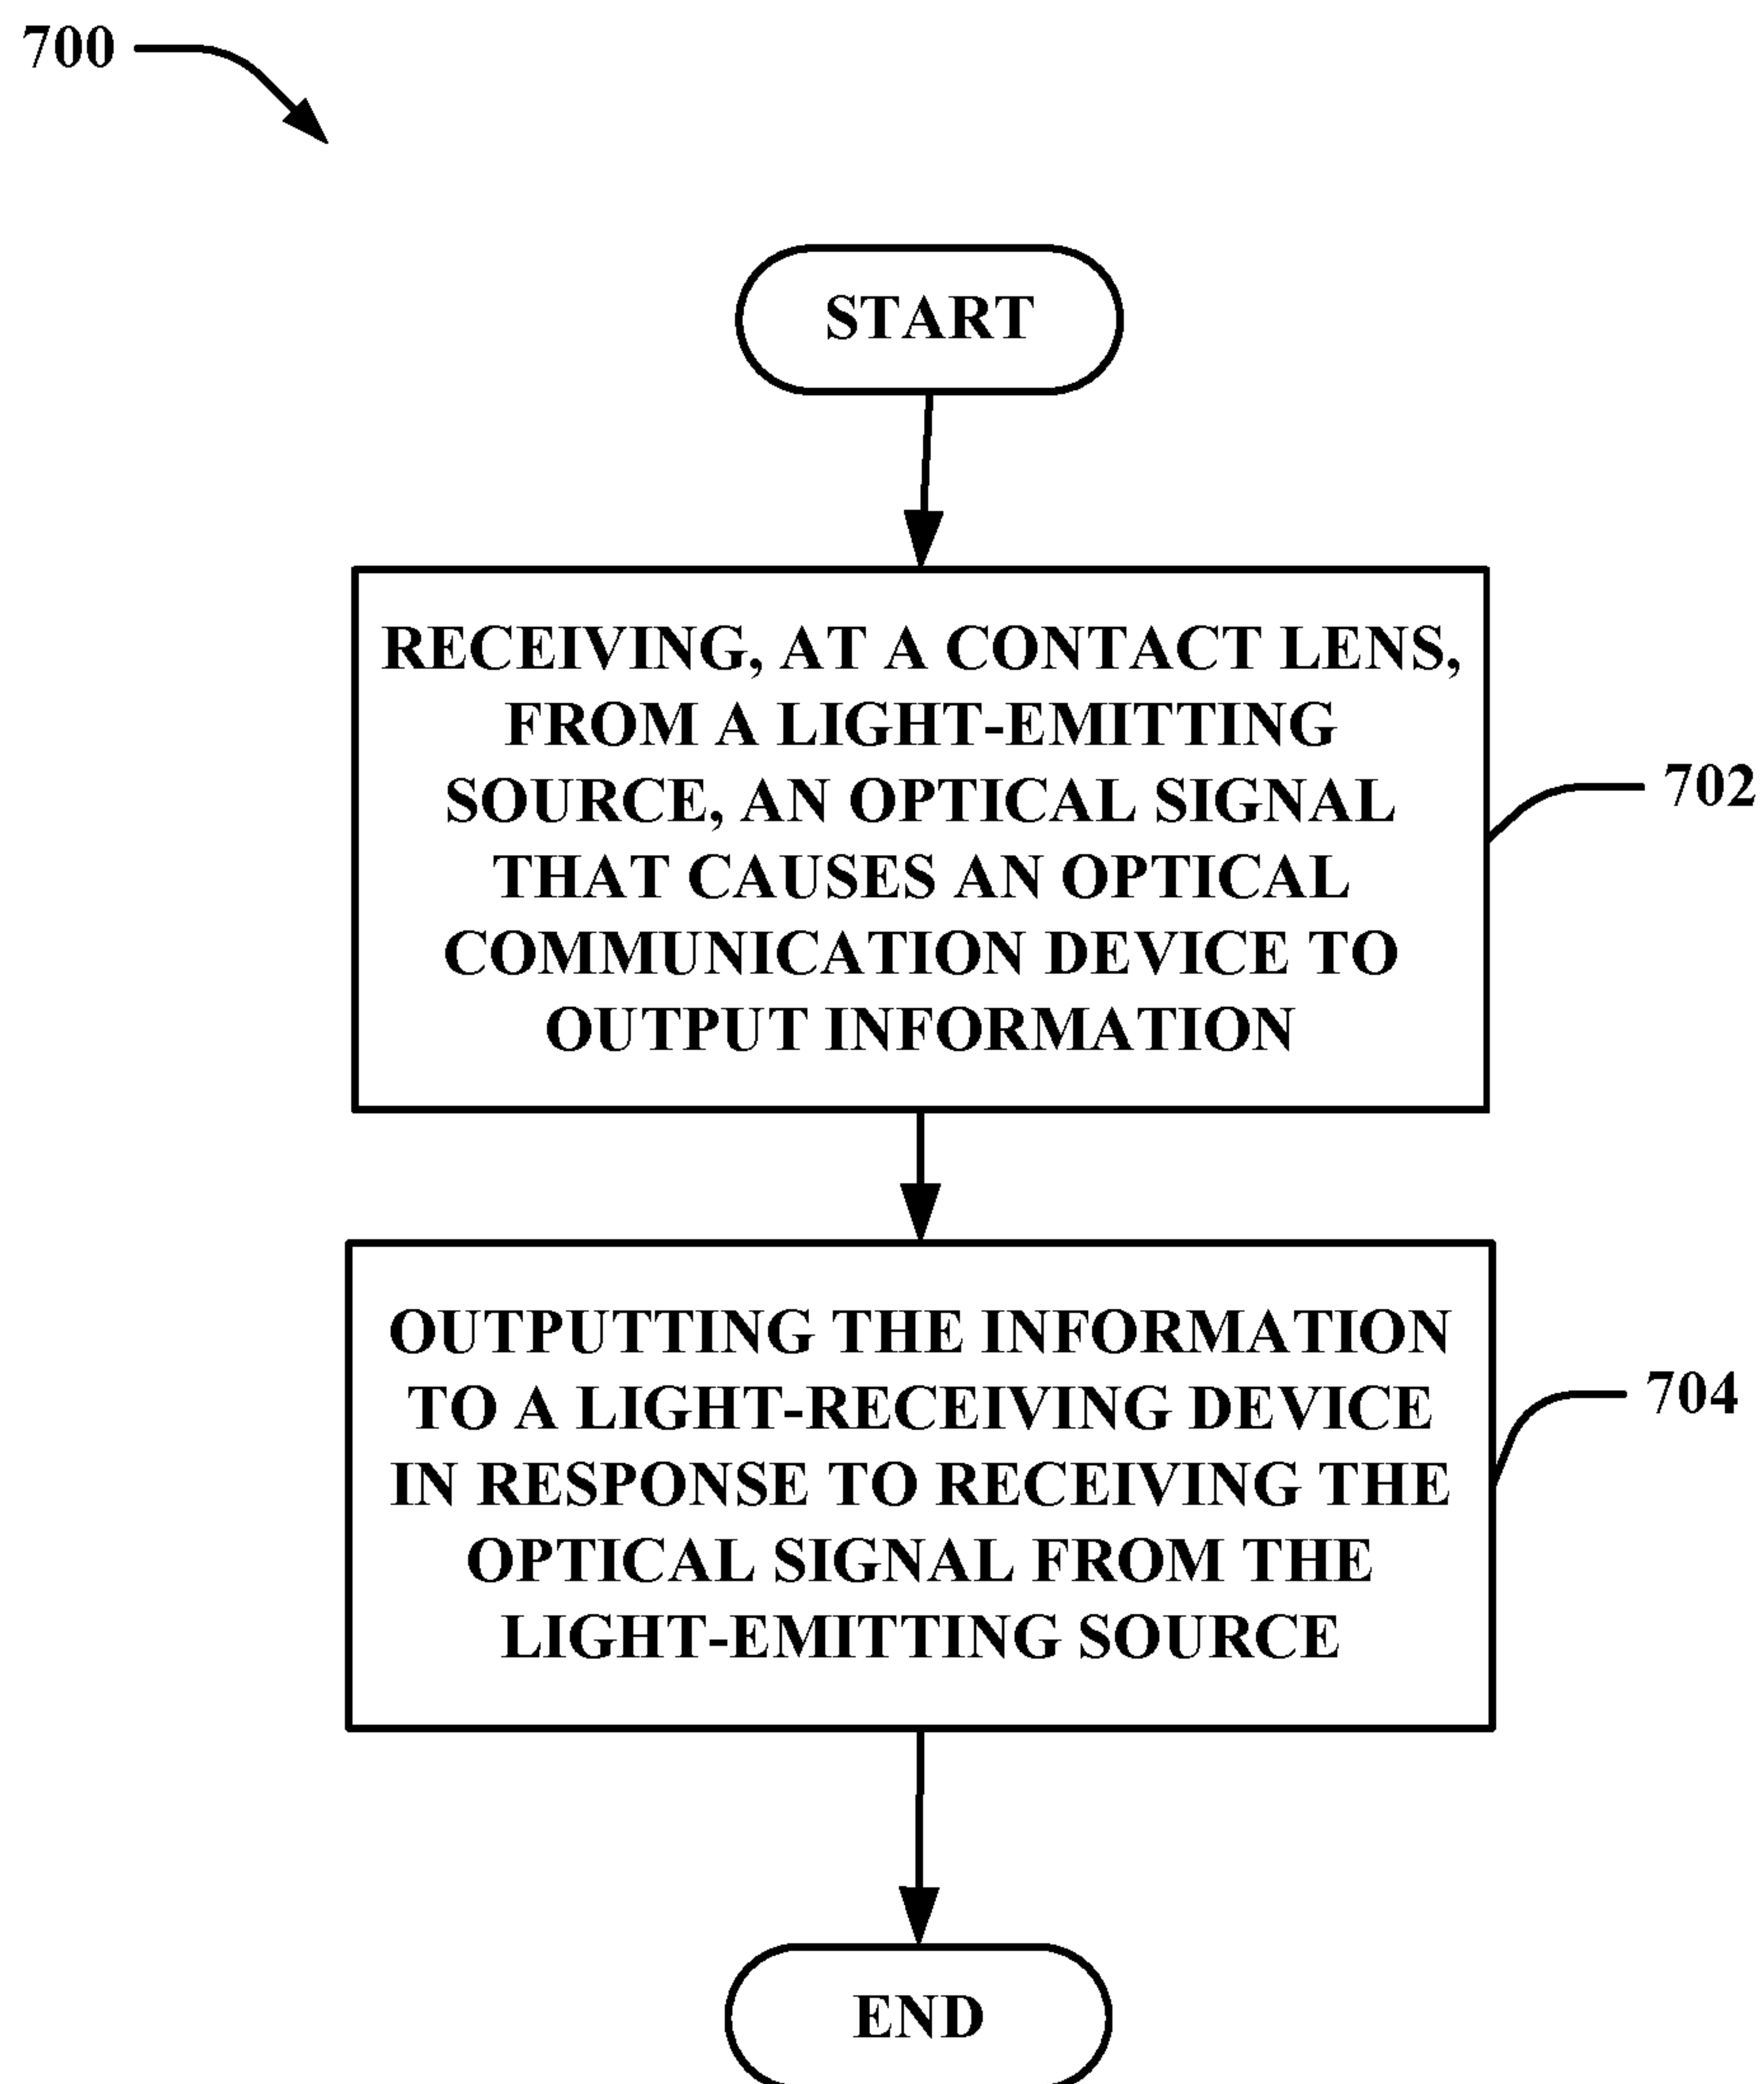 700
START
RECEIVING, AT A CONTACT LENS,
FROM A LIGHT-EMITTING
SOURCE, AN OPTICAL SIGNAL
THAT CAUSES AN OPTICAL
COMMUNICATION DEVICE TO
OUTPUT INFORMATION
702
OUTPUTTING THE INFORMATION
TO A LIGHT-RECEIVING DEVICE
IN RESPONSE TO RECEIVING THE
OPTICAL SIGNAL FROM THE
LIGHT-EMITTING SOURCE
704
END